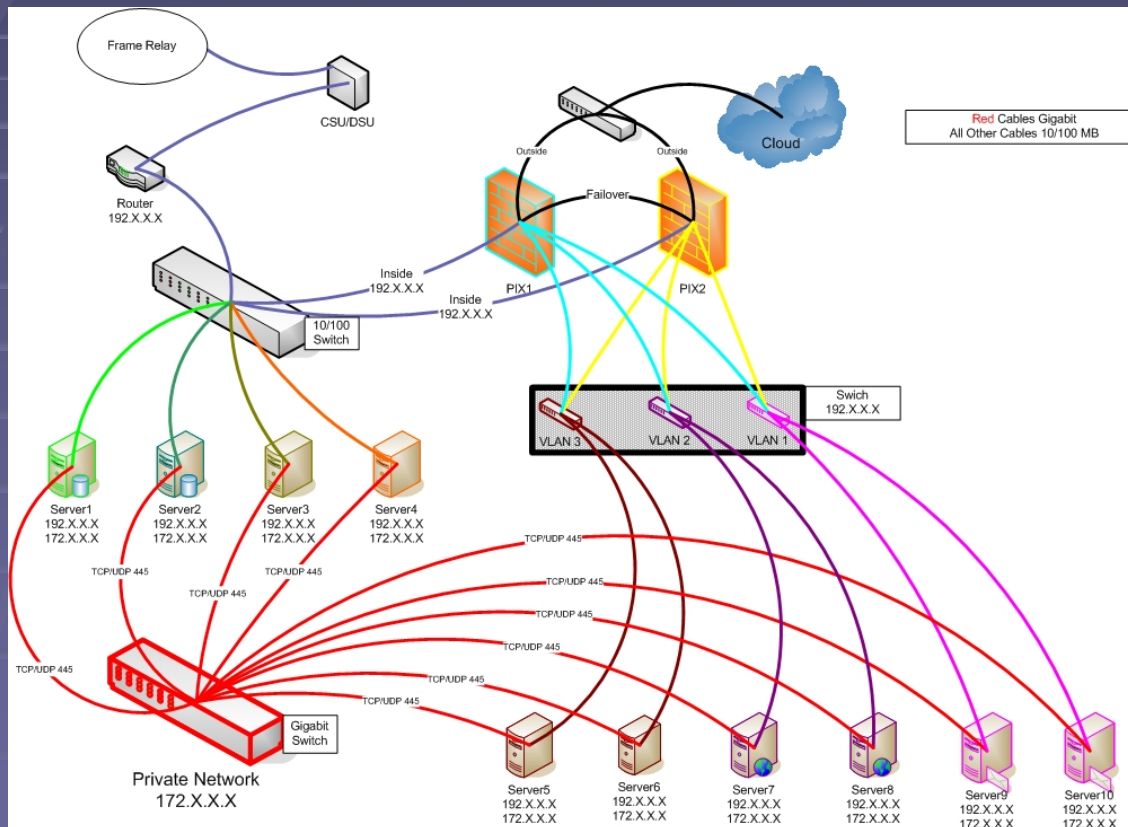 Frame Relay
CSU/DSU
Cloud
Red Cables Gigabit
All Other Cables 10/100 MB
Outside
Outside
Failover
Router
192.X.X.X
PIX1
PIX2
Inside
192.X.X.X
Inside
192.X.X.X
10/100
Switch
Swich
192.X.X.X
VLAN 3
VLAN 2
VLAN 1
Server1
192.X.X.X
172.X.X.X
Server2
192.X.X.X
172.X.X.X
Server3
192.X.X.X
172.X.X.X
Server4
192.X.X.X
172.X.X.X
TCP/UDP 445
TCP/UDP 445
TCP/UDP 445
TCP/UDP 445
TCP/UDP 445
TCP/UDP 445
TCP/UDP 445
TCP/UDP 445
TCP/UDP 445
TCP/UDP 445
Gigabit
Switch
Private Network
172.X.X.X
Server5
192.X.X.X
172.X.X.X
Server6
192.X.X.X
172.X.X.X
Server7
192.X.X.X
172.X.X.X
Server8
192.X.X.X
172.X.X.X
Server9
192.X.X.X
172.X.X.X
Server10
192.X.X.X
172.X.X.X